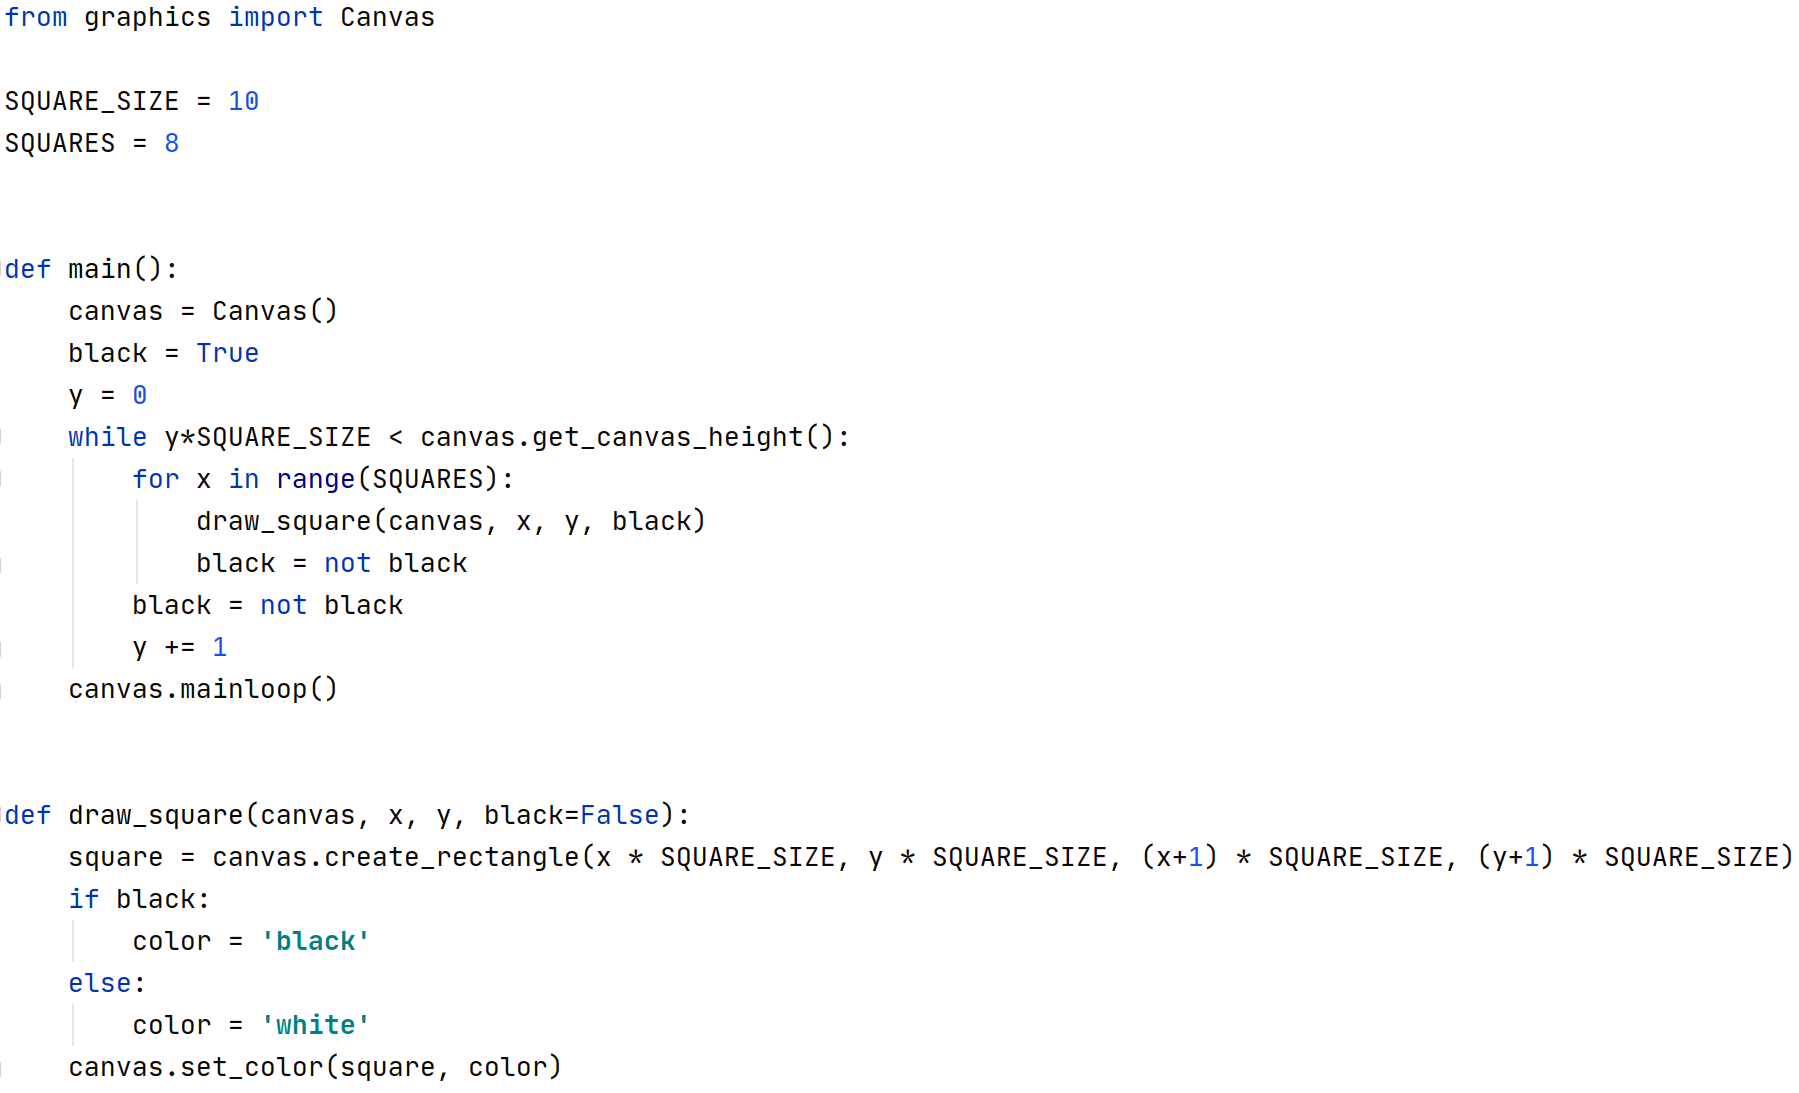 from graphics import Canvas
SQUARE_SIZE = 10
SQUARES = 8
def main():
    canvas = Canvas()
    black = True
    y = 0
    while y*SQUARE_SIZE < canvas.get_canvas_height():
        for x in range(SQUARES):
            draw_square(canvas, x, y, black)
            black = not black
        black = not black
        y += 1
    canvas.mainloop()
def draw_square(canvas, x, y, black=False):
    square = canvas.create_rectangle(x * SQUARE_SIZE, y * SQUARE_SIZE, (x+1) * SQUARE_SIZE, (y+1) * SQUARE_SIZE)
    if black:
        color = 'black'
    else:
        color = 'white'
    canvas.set_color(square, color)